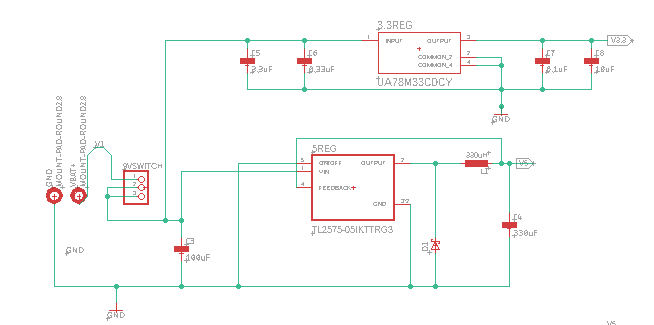 3.3REG
1 INPUT OUTPUT 3
COMMON_2 2
COMMON_4 4
UA78M33CDCY
C5
3.3uF
C6
0.33uF
C7
0.1uF
C8
10uF
V3.3
GND
GND
MOUNT-PAD-ROUND2.8
VBAT+
MOUNT-PAD-ROUND2.8
V1
9VSWITCH
1
2
3
5REG
5 ON/OFF OUTPUT 2
1 VIN
4 FEEDBACK
GND
TL2575-05IKTTRG3
330uH
L1
V5
C4
330uF
D1
C3
100uF
GND
GND
V5